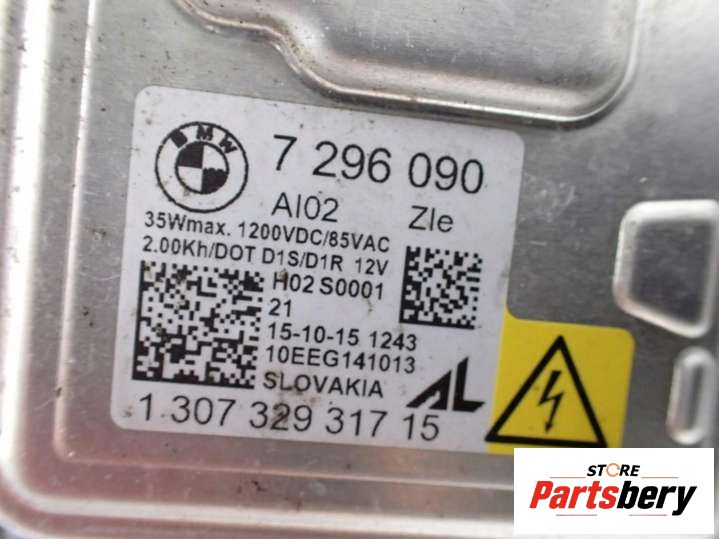 BMW
7 296 090
AI02 ZIe
35Wmax. 1200VDC/85VAC
2.00Kh/DOT D1S/D1R 12V
H02 S0001
21
15-10-15 1243
10EEG141013
SLOVAKIA
AL
1 307 329 317 15
STORE
Partsbery